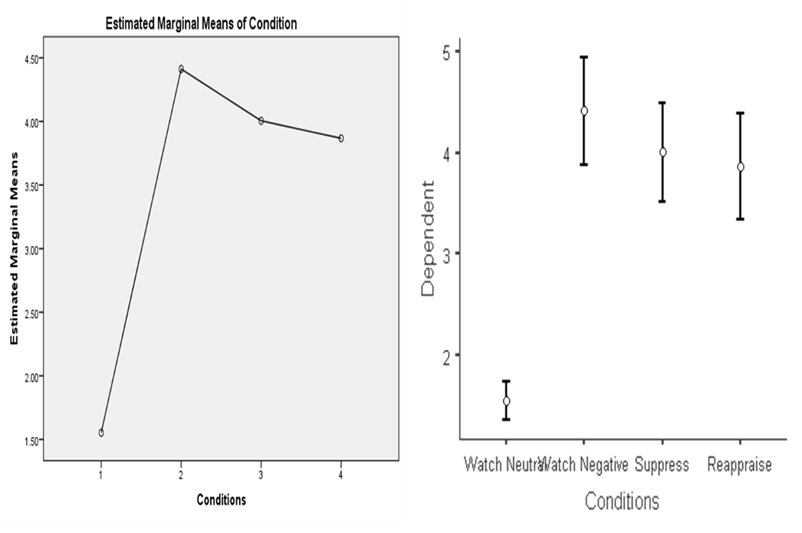 Estimated Marginal Means of Condition
Estimated Marginal Means
4.50
4.00
3.50
3.00
2.50
2.00
1.50
1 2 3 4
Conditions
Dependent
5
4
3
2
Watch Neutral Watch Negative Suppress Reappraise
Conditions